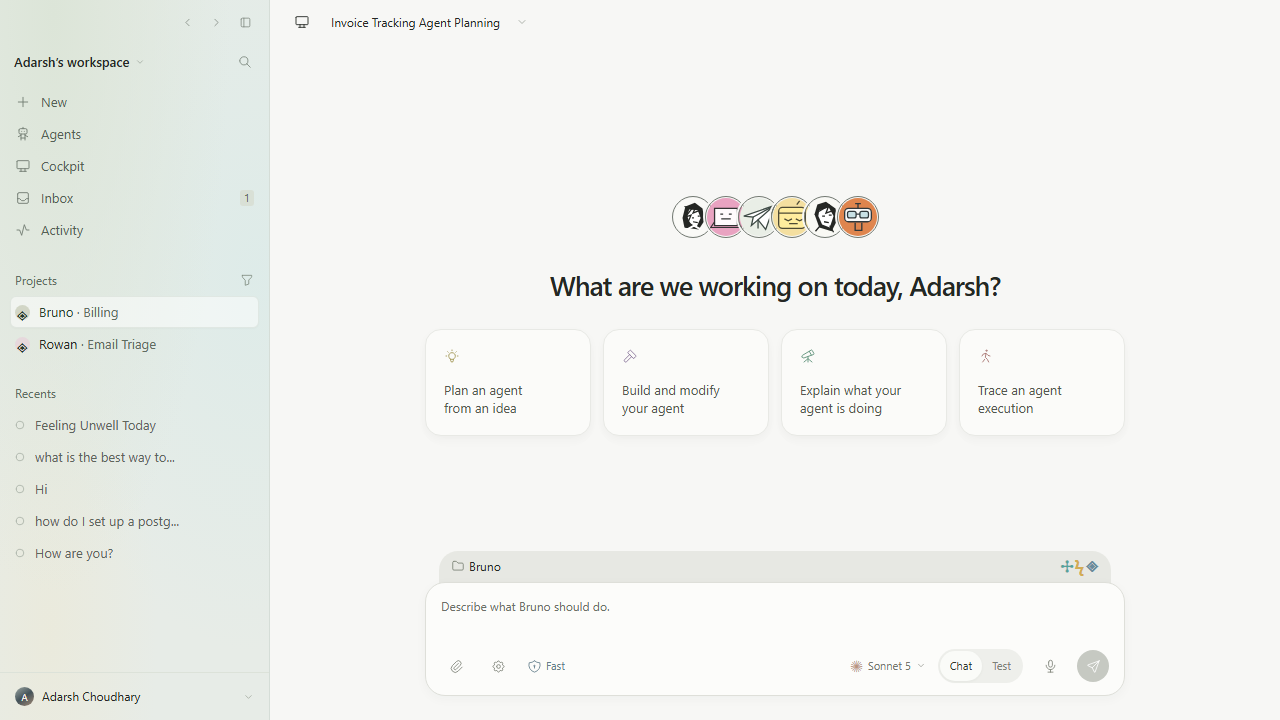 Invoice Tracking Agent Planning
Adarsh's workspace
New
Agents
Cockpit
Inbox
1
Activity
Projects
Bruno · Billing
Rowan · Email Triage
Recents
Feeling Unwell Today
what is the best way to...
Hi
how do I set up a postg...
How are you?
A
Adarsh Choudhary
What are we working on today, Adarsh?
Plan an agent
from an idea
Build and modify
your agent
Explain what your
agent is doing
Trace an agent
execution
Bruno
Describe what Bruno should do.
Fast
Sonnet 5
Chat
Test